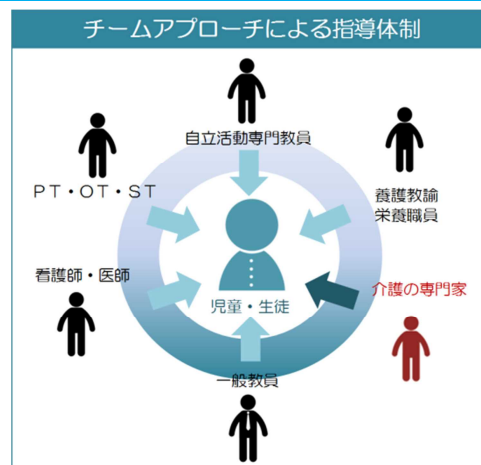 チームアプローチによる指導体制
自立活動専門教員
ＰＴ・ＯＴ・ＳＴ
養護教諭
栄養職員
看護師・医師
介護の専門家
児童・生徒
一般教員